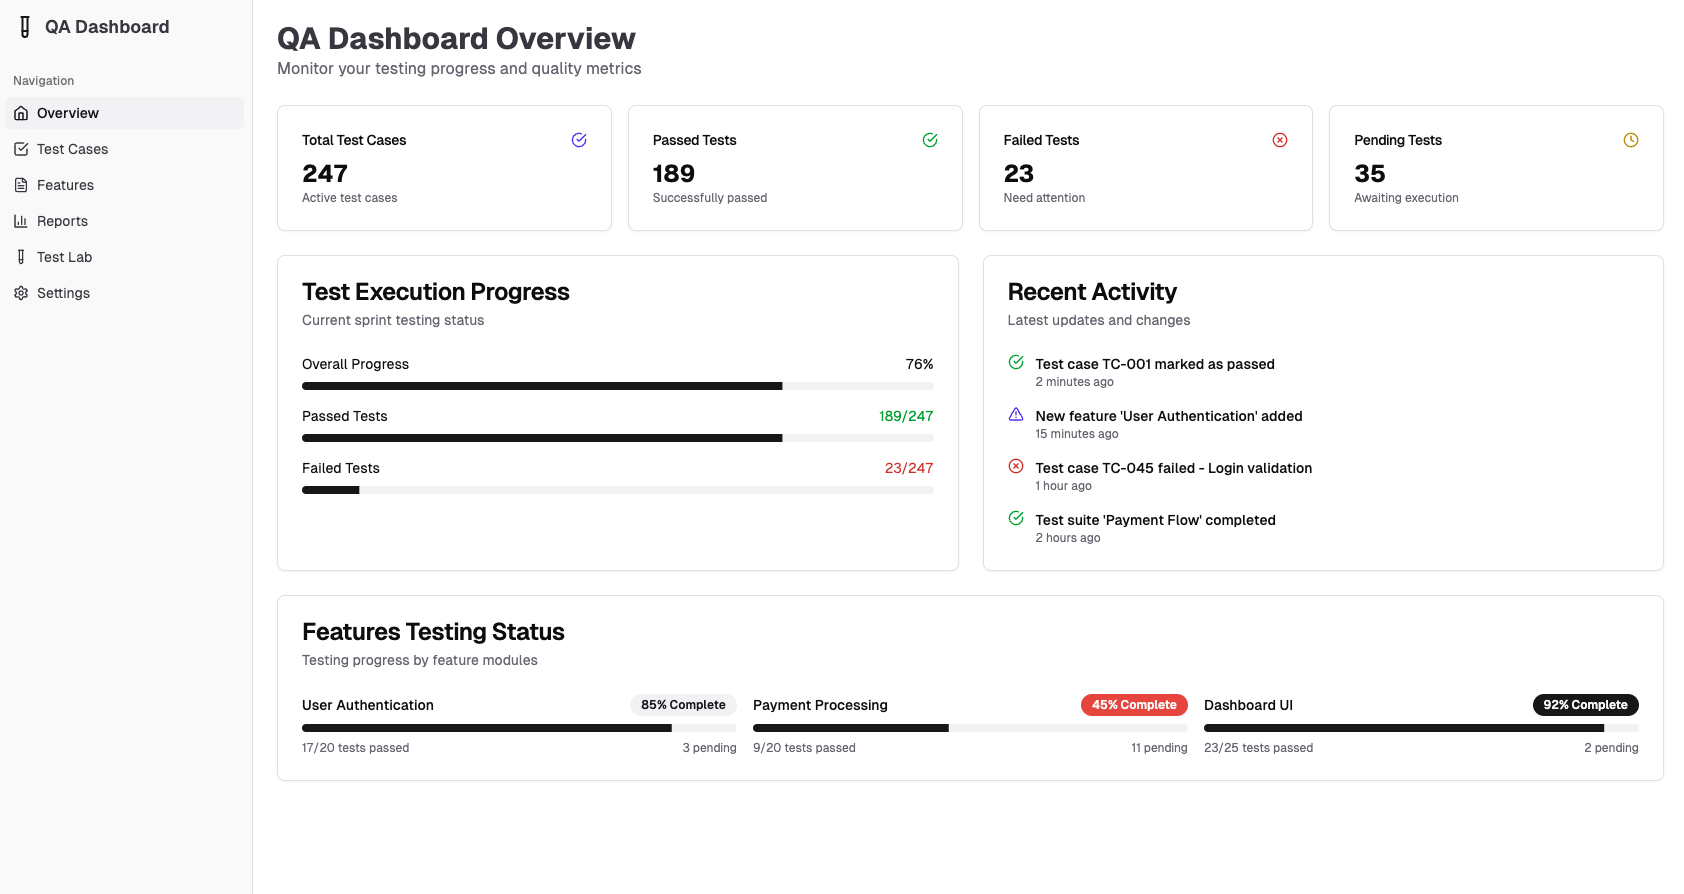 QA Dashboard
Navigation
Overview
Test Cases
Features
Reports
Test Lab
Settings
QA Dashboard Overview
Monitor your testing progress and quality metrics
Total Test Cases
247
Active test cases
Passed Tests
189
Successfully passed
Failed Tests
23
Need attention
Pending Tests
35
Awaiting execution
Test Execution Progress
Current sprint testing status
Overall Progress 76%
Passed Tests 189/247
Failed Tests 23/247
Recent Activity
Latest updates and changes
Test case TC-001 marked as passed
2 minutes ago
New feature 'User Authentication' added
15 minutes ago
Test case TC-045 failed - Login validation
1 hour ago
Test suite 'Payment Flow' completed
2 hours ago
Features Testing Status
Testing progress by feature modules
User Authentication 85% Complete
17/20 tests passed 3 pending
Payment Processing 45% Complete
9/20 tests passed 11 pending
Dashboard UI 92% Complete
23/25 tests passed 2 pending